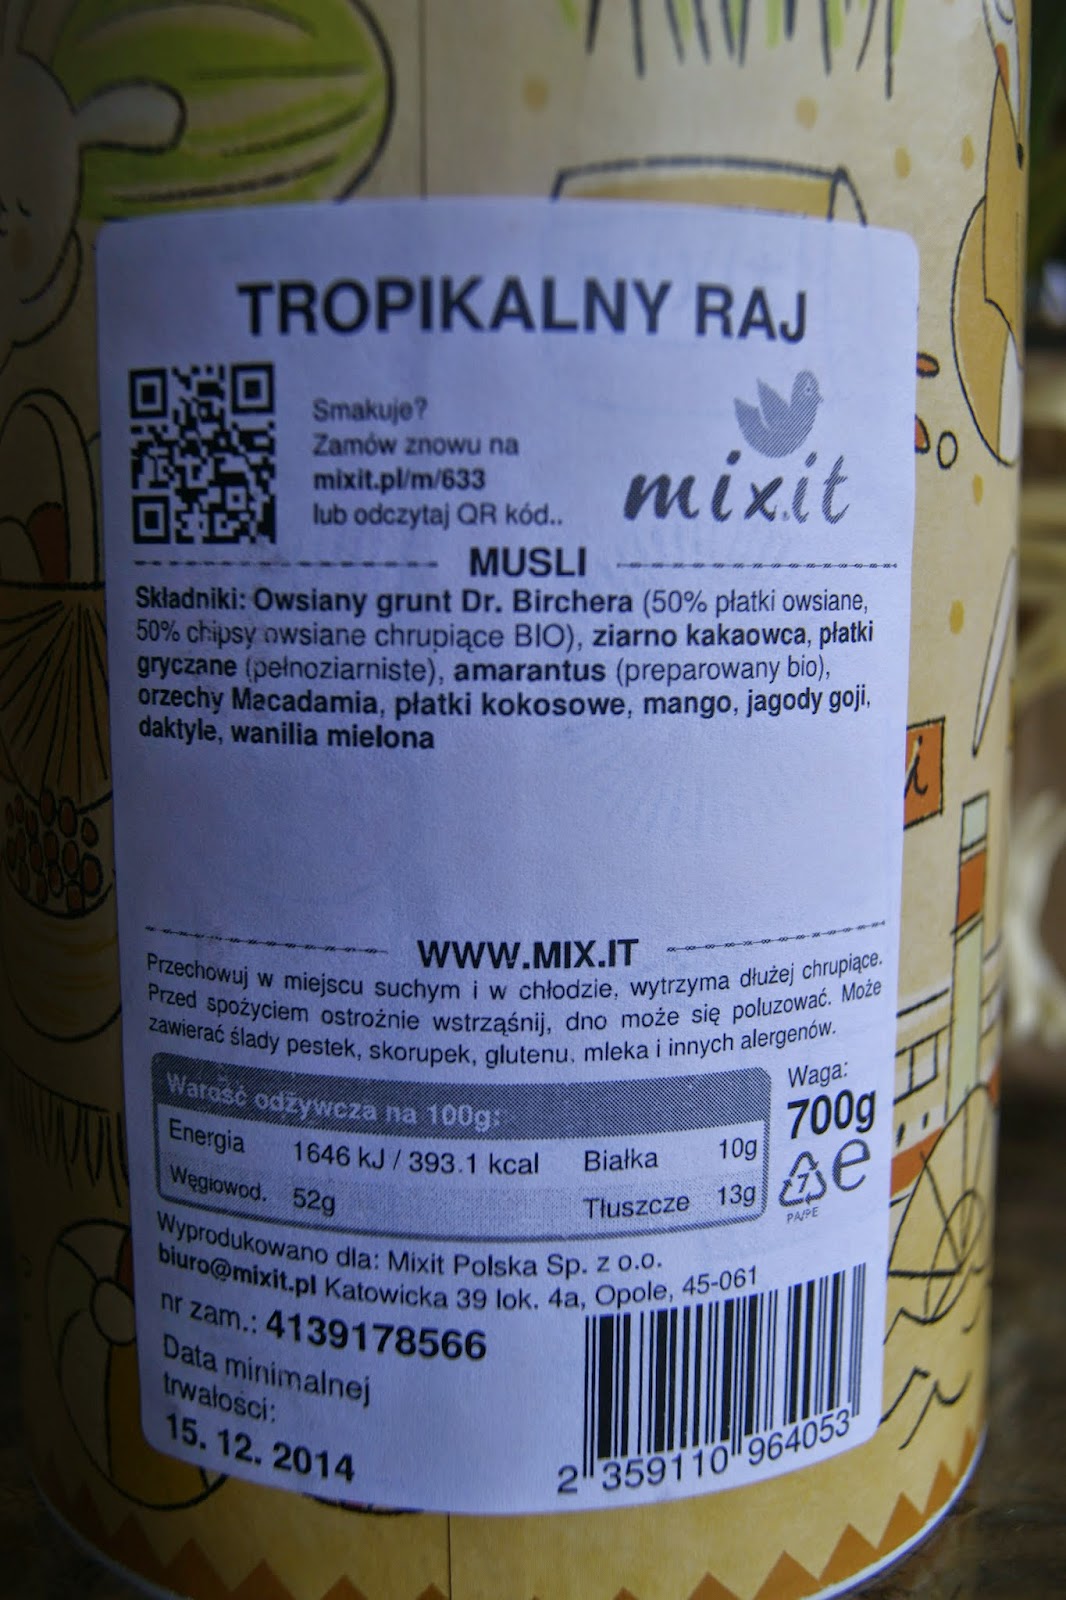 TROPIKALNY RAJ
Smakuje?
Zamów znowu na
mixit.pl/m/633
lub odczytaj QR kód..
mix.it
MUSLI
Składniki: Owsiany grunt Dr. Birchera (50% płatki owsiane,
50% chipsy owsiane chrupiące BIO), ziarno kakaowca, płatki
gryczane (pełnoziarniste), amarantus (preparowany bio),
orzechy Macadamia, płatki kokosowe, mango, jagody goji,
daktyle, wanilia mielona
WWW.MIX.IT
Przechowuj w miejscu suchym i w chłodzie, wytrzyma dłużej chrupiące.
Przed spożyciem ostrożnie wstrząśnij, dno może się poluzować. Może
zawierać ślady pestek, skorupek, glutenu, mleka i innych alergenów.
Warość odżywcza na 100g:
Energia 1646 kJ / 393.1 kcal Białka 10g
Węglowod. 52g Tłuszcze 13g
Waga:
700g
7 e
PA/PE
Wyprodukowano dla: Mixit Polska Sp. z o.o.
biuro@mixit.pl Katowicka 39 lok. 4a, Opole, 45-061
nr zam.: 4139178566
Data minimalnej
trwałości:
15. 12. 2014
2 359110 964053
i